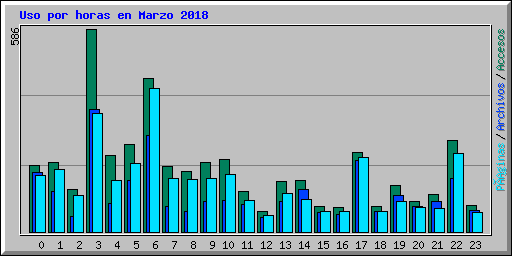 Uso por horas en Marzo 2018
586
Páginas / Archivos / Accesos
0 1 2 3 4 5 6 7 8 9 10 11 12 13 14 15 16 17 18 19 20 21 22 23